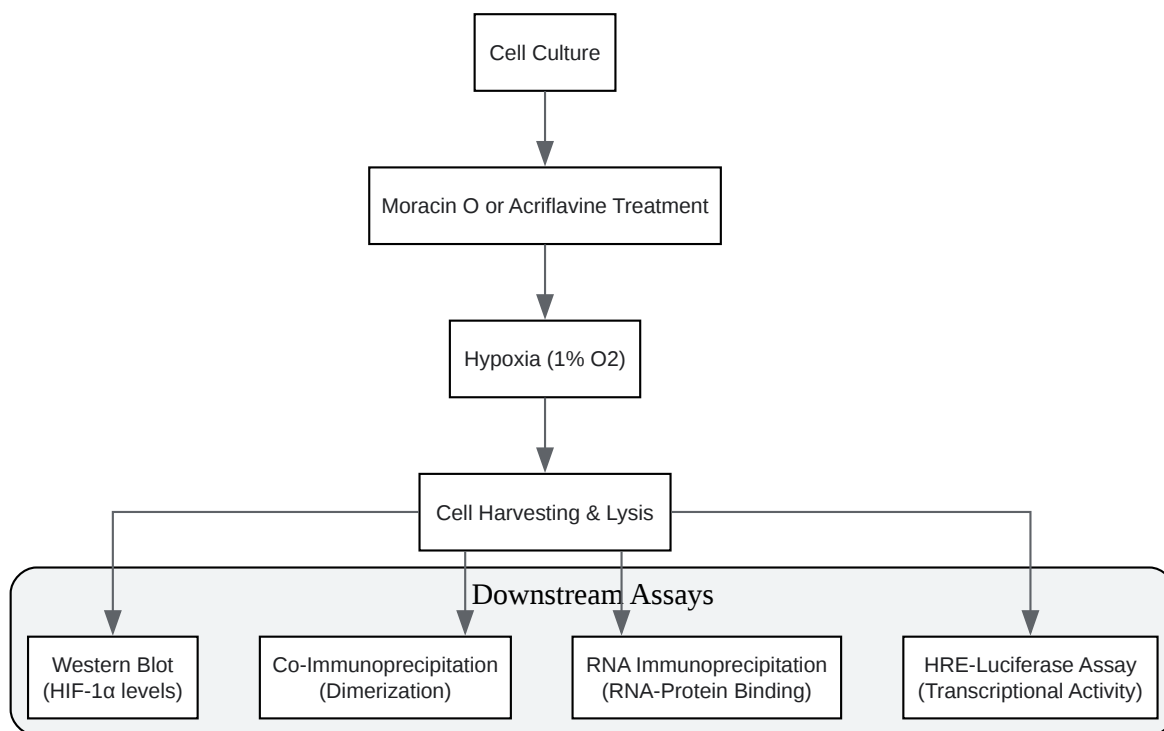 Cell Culture
Moracin O or Acriflavine Treatment
Hypoxia (1% O2)
Cell Harvesting & Lysis
Downstream Assays
Western Blot
(HIF-1α levels)
Co-Immunoprecipitation
(Dimerization)
RNA Immunoprecipitation
(RNA-Protein Binding)
HRE-Luciferase Assay
(Transcriptional Activity)